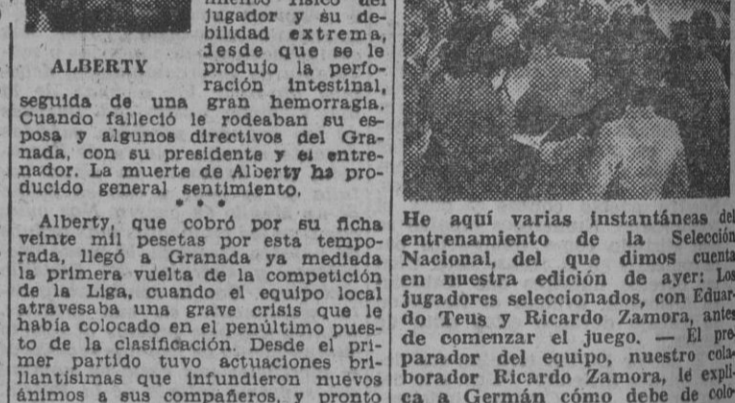 miento físico del
jugador y su de-
bilidad extrema,
desde que se le
produjo la perfo-
ración intestinal,
ALBERTY
seguida de una gran hemorragia.
Cuando falleció le rodeaban su es-
posa y algunos directivos del Gra-
nada, con su presidente y el entre-
nador. La muerte de Alberty ha pro-
ducido general sentimiento.
* * *
Alberty, que cobró por su ficha
veinte mil pesetas por esta tempo-
rada, llegó a Granada ya mediada
la primera vuelta de la competición
de la Liga, cuando el equipo local
atravesaba una grave crisis que le
había colocado en el penúltimo pues-
to de la clasificación. Desde el pri-
mer partido tuvo actuaciones bri-
llantísimas que infundieron nuevos
ánimos a sus compañeros, y pronto
He aquí varias instantáneas del
entrenamiento de la Selección
Nacional, del que dimos cuenta
en nuestra edición de ayer: Los
jugadores seleccionados, con Eduar-
do Teus y Ricardo Zamora, antes
de comenzar el juego. — El pre-
parador del equipo, nuestro cola-
borador Ricardo Zamora, le expli-
ca a Germán cómo debe de colo-